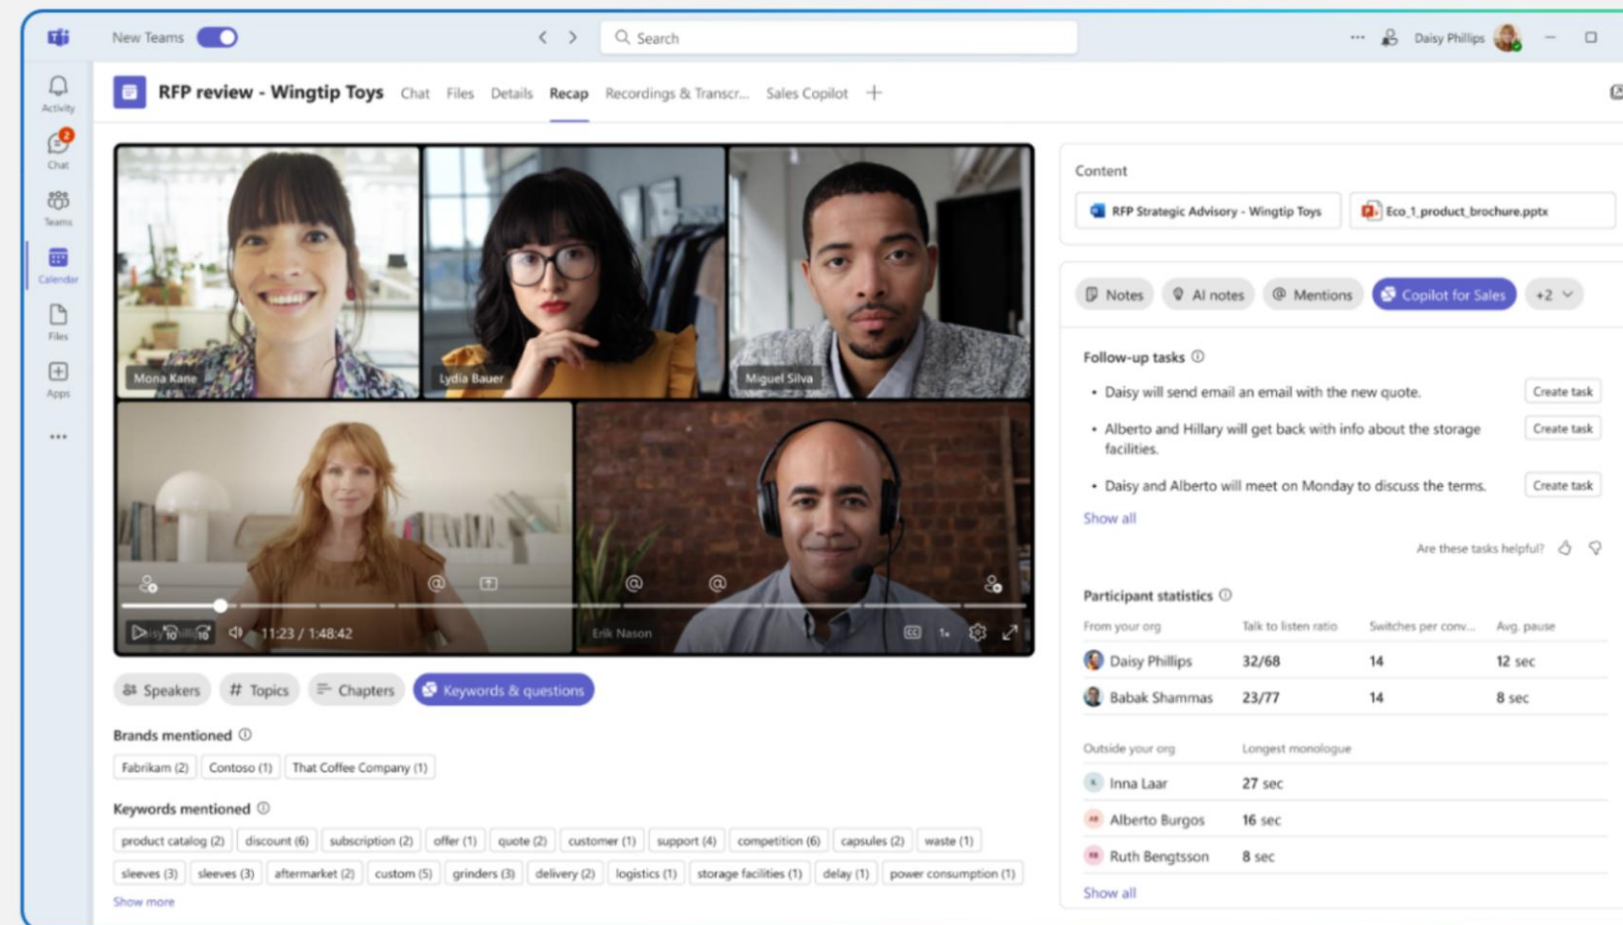 New Teams
Search
Daisy Phillips
Activity
2
Chat
Teams
Calendar
Files
Apps
RFP review - Wingtip Toys
Chat
Files
Details
Recap
Recordings & Transcr...
Sales Copilot
Mona Kane
Lydia Bauer
Miguel Silva
10
10
11:23 / 1:48:42
Erik Nason
CC
1x
Speakers
# Topics
Chapters
Keywords & questions
Brands mentioned
Fabrikam (2)
Contoso (1)
That Coffee Company (1)
Keywords mentioned
product catalog (2)
discount (6)
subscription (2)
offer (1)
quote (2)
customer (1)
support (4)
competition (6)
capsules (2)
waste (1)
sleeves (3)
sleeves (3)
aftermarket (2)
custom (5)
grinders (3)
delivery (2)
logistics (1)
storage facilities (1)
delay (1)
power consumption (1)
Show more
Content
RFP Strategic Advisory - Wingtip Toys
Eco_1_product_brochure.pptx
Notes
AI notes
@ Mentions
Copilot for Sales
+2
Follow-up tasks
• Daisy will send email an email with the new quote.
Create task
• Alberto and Hillary will get back with info about the storage
facilities.
Create task
• Daisy and Alberto will meet on Monday to discuss the terms.
Create task
Show all
Are these tasks helpful?
Participant statistics
From your org
Talk to listen ratio
Switches per conv...
Avg. pause
Daisy Phillips
32/68
14
12 sec
Babak Shammas
23/77
14
8 sec
Outside your org
Longest monologue
Inna Laar
27 sec
Alberto Burgos
16 sec
Ruth Bengtsson
8 sec
Show all